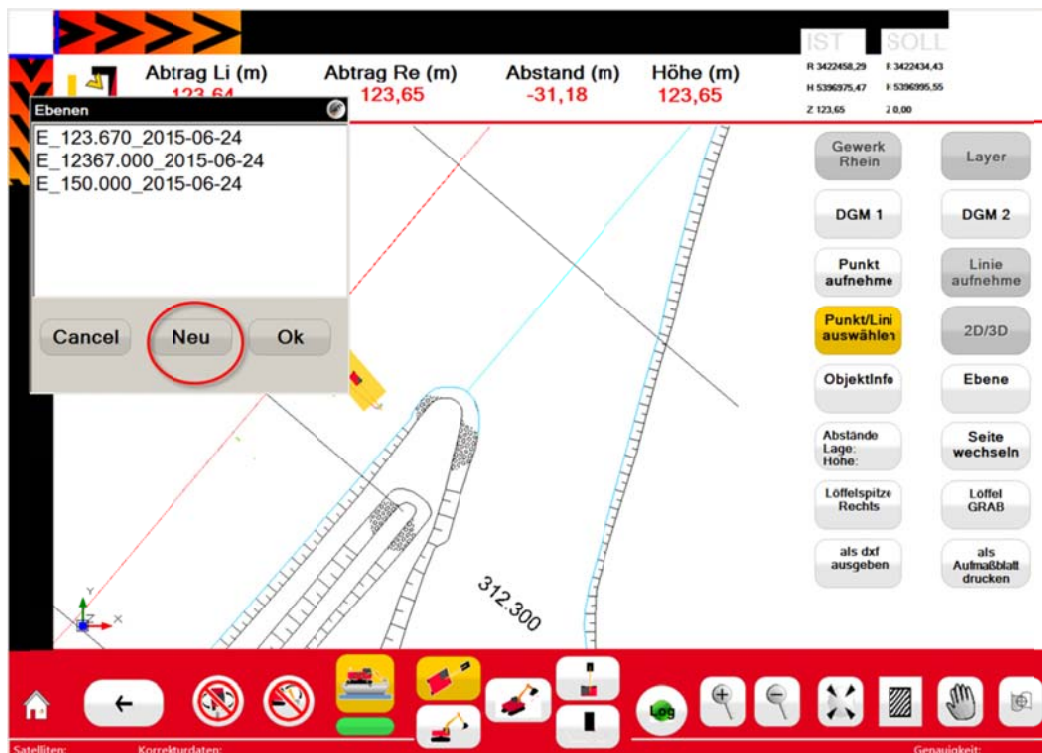 IST SOLL
Abtrag Li (m) Abtrag Re (m) Abstand (m) Höhe (m)
123,64 123,65 -31,18 123,65
R 3422458,29 R 3422434,43
H 5396975,47 H 5396995,55
Z 123,65 Z 0,00
Ebenen
E_123.670_2015-06-24
E_12367.000_2015-06-24
E_150.000_2015-06-24
Cancel Neu Ok
Gewerk
Rhein
Layer
DGM 1
DGM 2
Punkt
aufnehme
Linie
aufnehme
Punkt/Lini
auswählen
2D/3D
ObjektInfo
Ebene
Abstände
Lage:
Höhe:
Seite
wechseln
Löffelspitze
Rechts
Löffel
GRAB
als dxf
ausgeben
als
Aufmaßblatt
drucken
312.300
Y
Z X
Log
Satelliten: Korrekturdaten: Genauigkeit: